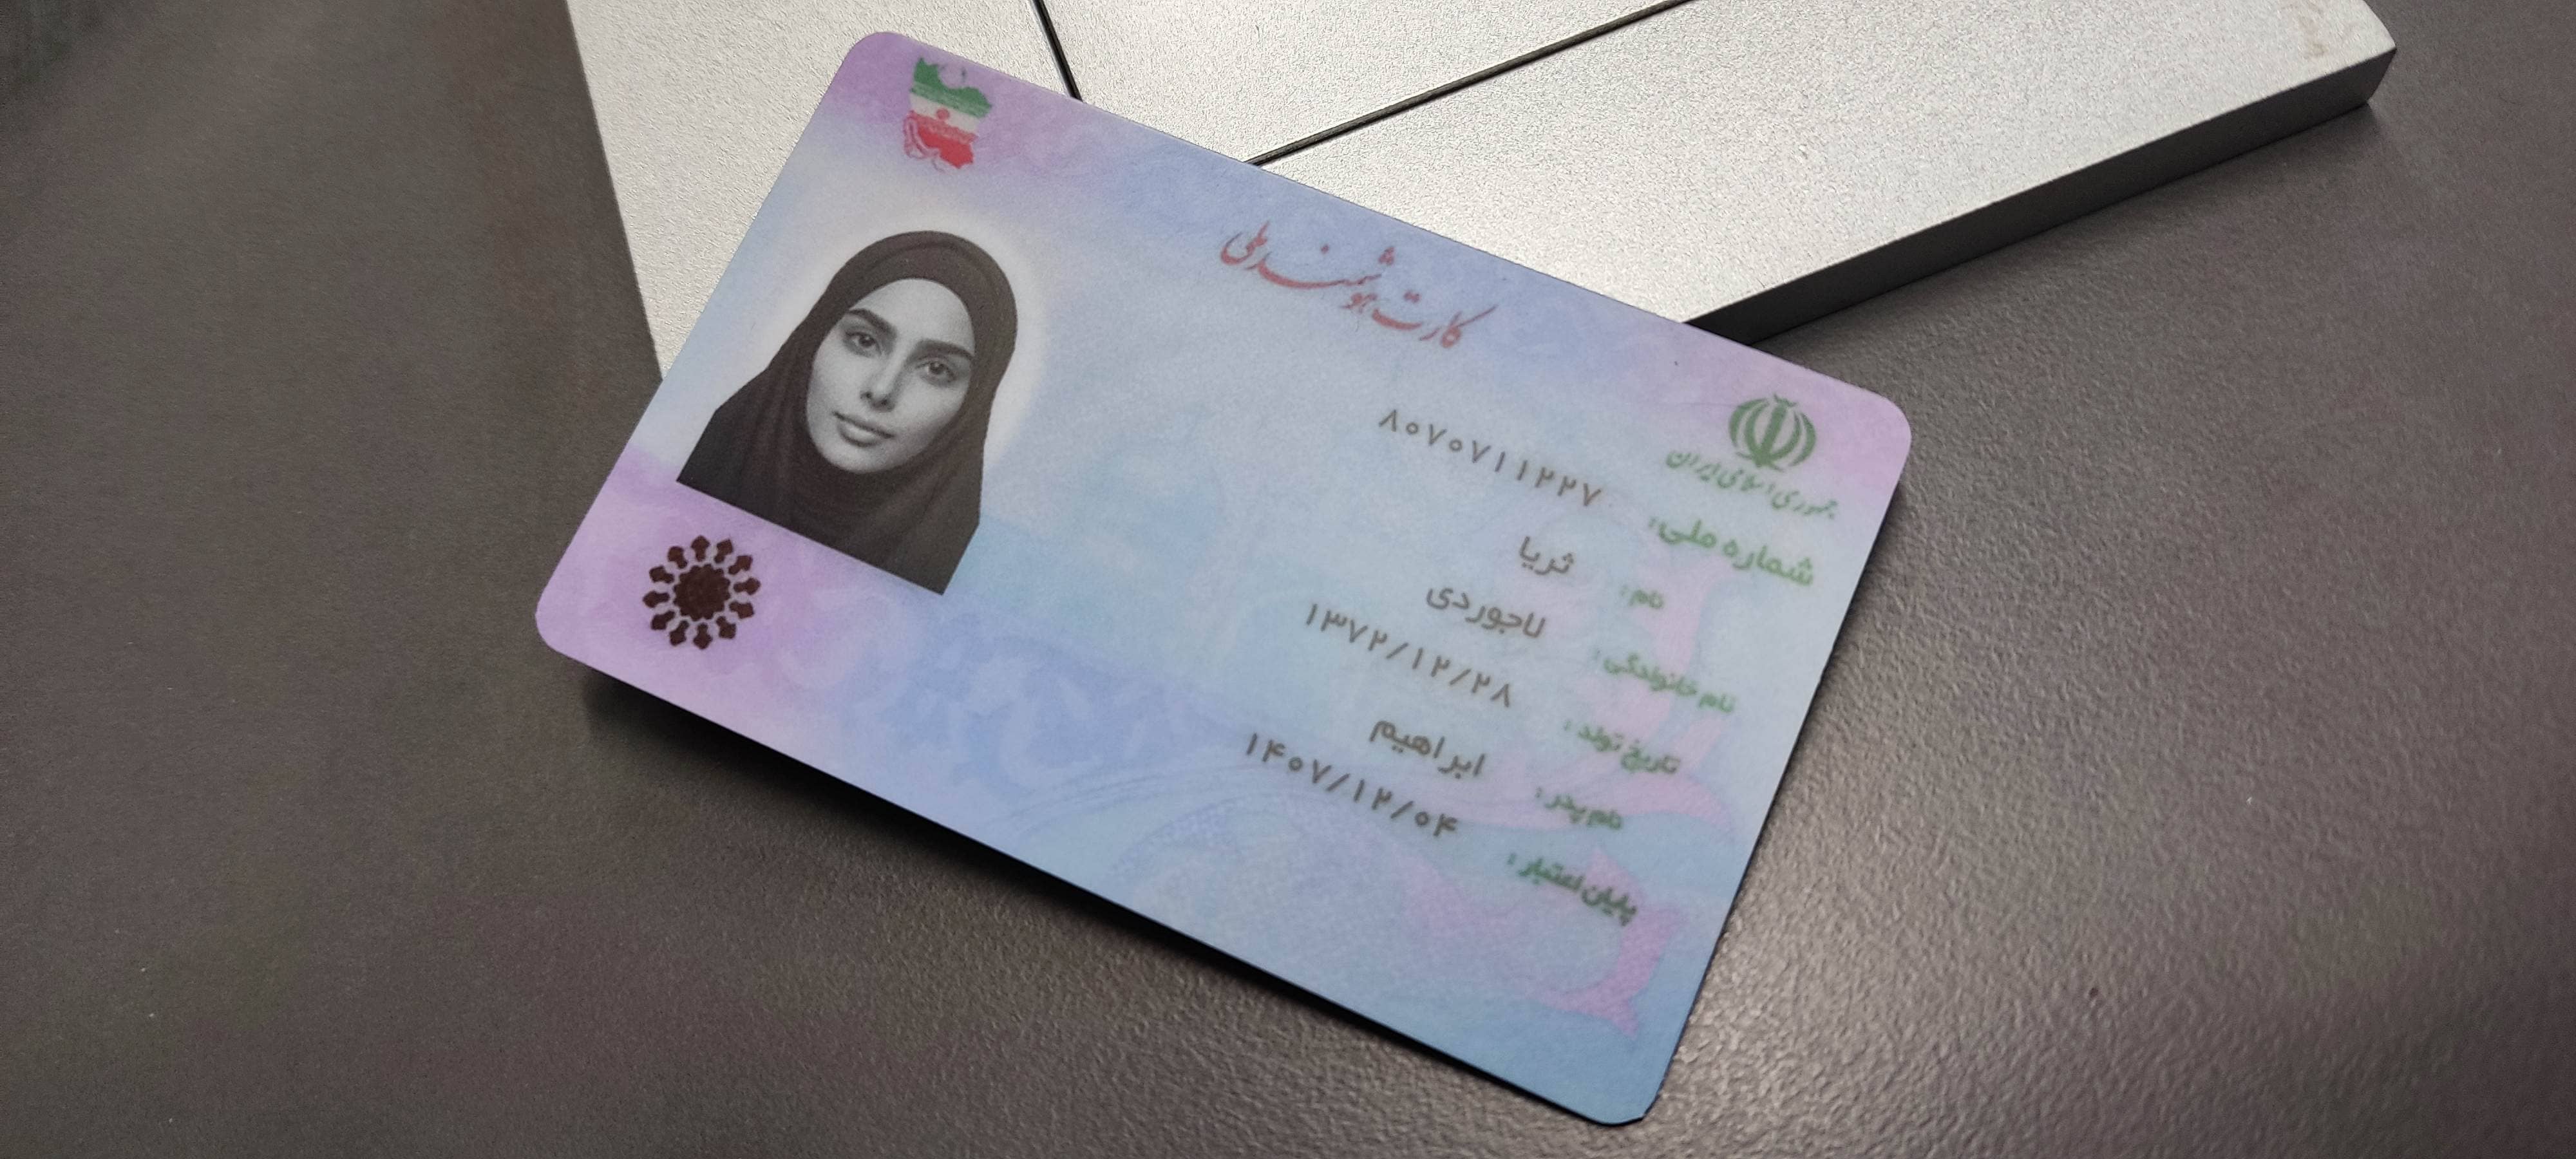 کارت هوشمند ملی
جمهوری اسلامی ایران
شماره ملی: ۸۰۷۰۷۱۱۲۲۷
نام: ثریا
نام خانوادگی: لاجوردی
تاریخ تولد: ۱۳۷۲/۱۲/۲۸
نام پدر: ابراهیم
پایان اعتبار: ۱۴۰۷/۱۲/۰۴